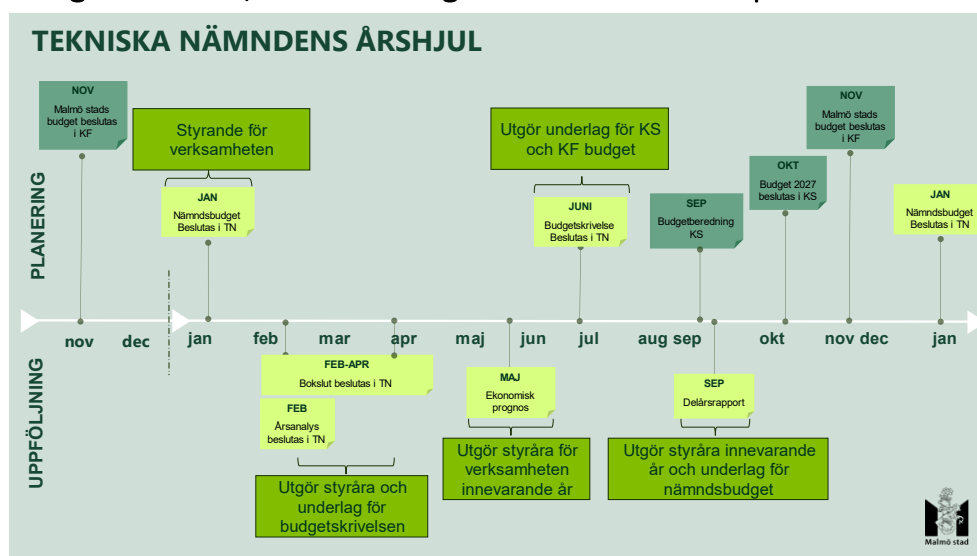 TEKNISKA NÄMNDENS ÅRSHJUL
NOV
Malmö stads
budget beslutas
i KF
Styrande för
verksamheten
JAN
Nämndsbudget
Beslutas i TN
Utgör underlag för KS
och KF budget
JUNI
Budgetskrivelse
Beslutas i TN
SEP
Budgetberedning
KS
OKT
Budget 2027
beslutas i KS
NOV
Malmö stads
budget beslutas
i KF
JAN
Nämndsbudget
Beslutas i TN
PLANERING
nov dec jan feb mar apr maj jun jul aug sep okt nov dec jan
UPPFÖLJNING
FEB-APR
Bokslut beslutas i TN
FEB
Årsanalys
beslutas i TN
Utgör styråra och
underlag för
budgetskrivelsen
MAJ
Ekonomisk
prognos
Utgör styråra för
verksamheten
innevarande år
SEP
Delårsrapport
Utgör styråra innevarande
år och underlag för
nämndsbudget
Malmö stad